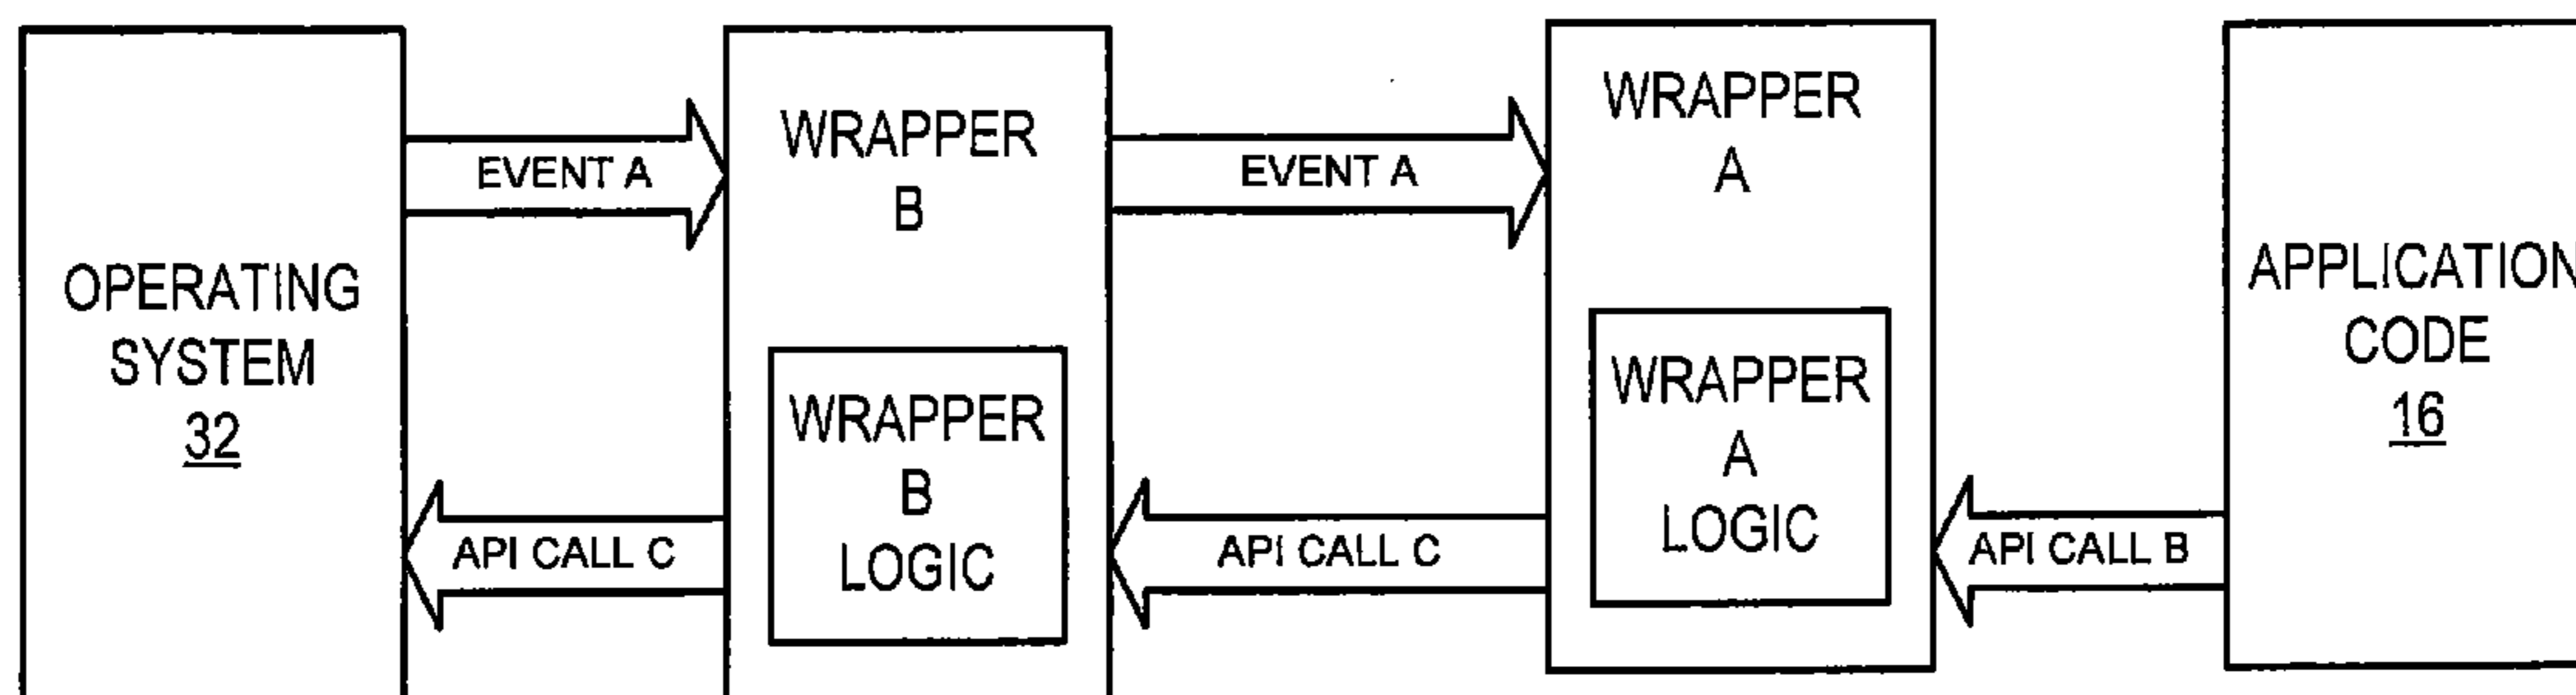 OPERATING
SYSTEM
32
EVENT A
API CALL C
WRAPPER
B
WRAPPER
B
LOGIC
EVENT A
API CALL C
WRAPPER
A
WRAPPER
A
LOGIC
API CALL B
APPLICATION
CODE
16